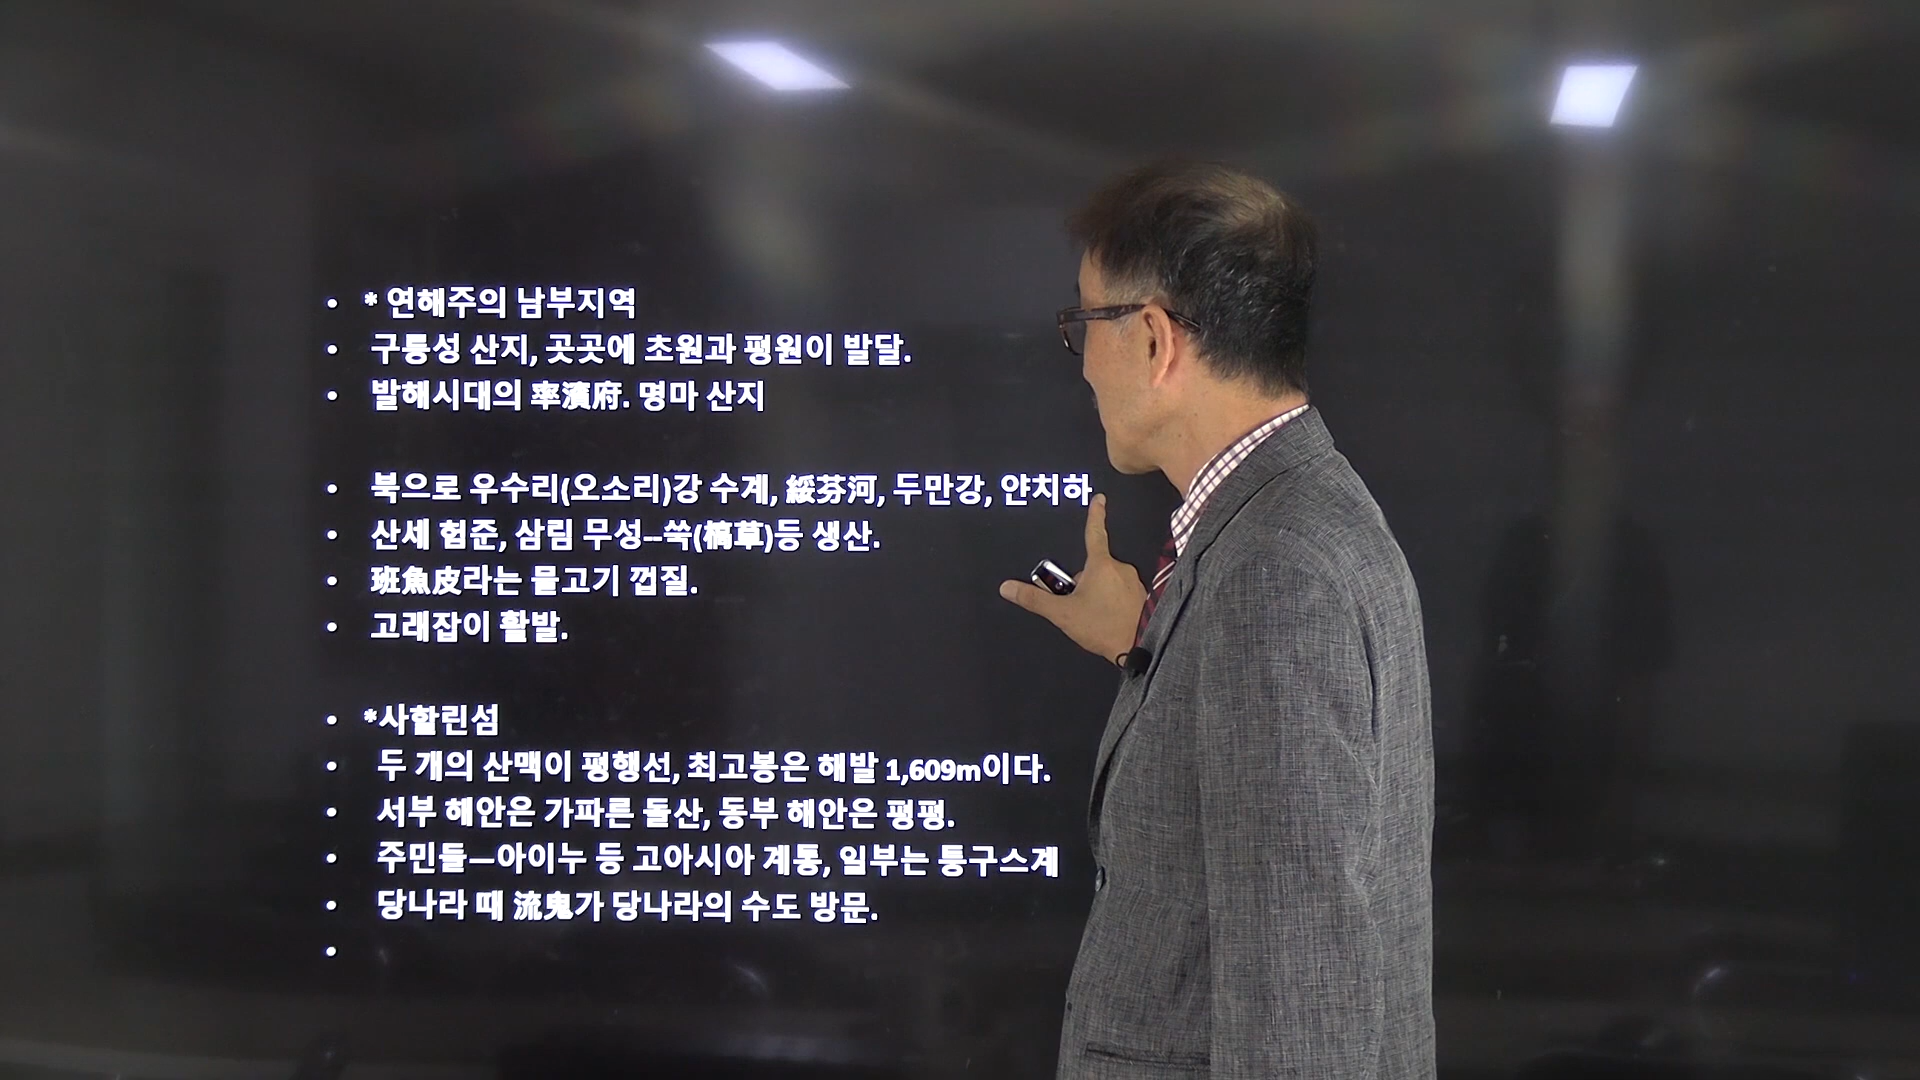 • * 연해주의 남부지역
• 구릉성 산지, 곳곳에 초원과 평원이 발달.
• 발해시대의 率濱府. 명마 산지
• 북으로 우수리(오소리)강 수계, 綏芬河, 두만강, 얀치하
• 산세 험준, 삼림 무성--쑥(槁草)등 생산.
• 班魚皮라는 물고기 껍질.
• 고래잡이 활발.
• *사할린섬
• 두 개의 산맥이 평행선, 최고봉은 해발 1,609m이다.
• 서부 해안은 가파른 돌산, 동부 해안은 평평.
• 주민들—아이누 등 고아시아 계통, 일부는 퉁구스계
• 당나라 때 流鬼가 당나라의 수도 방문.
•